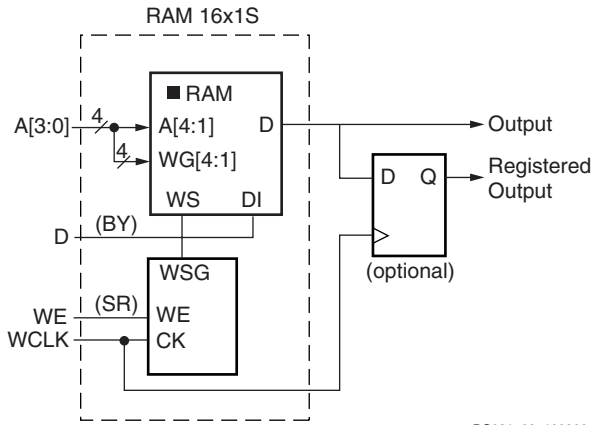 RAM 16x1S
RAM
A[3:0]
4
A[4:1]
D
Output
4
WG[4:1]
D Q
Registered
Output
WS
DI
D
(BY)
(optional)
WSG
WE
(SR)
WE
WCLK
CK